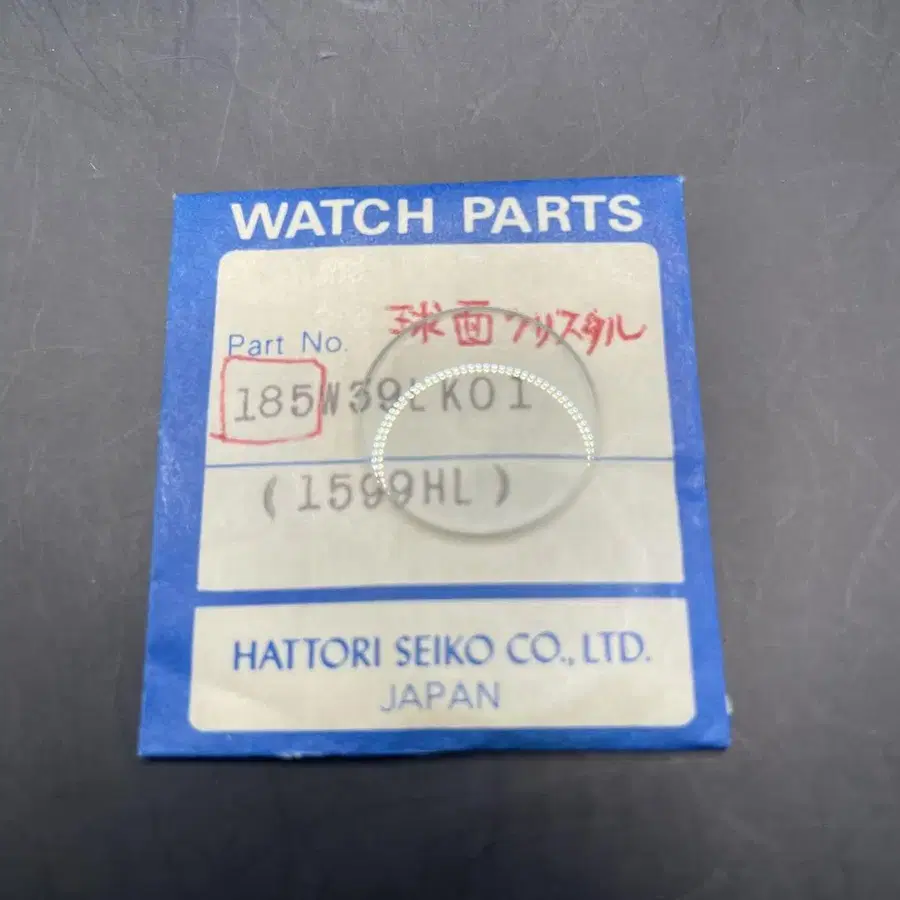 WATCH PARTS
球面クリスタル
Part No.
185W39LK01
(1599HL)
HATTORI SEIKO CO., LTD.
JAPAN